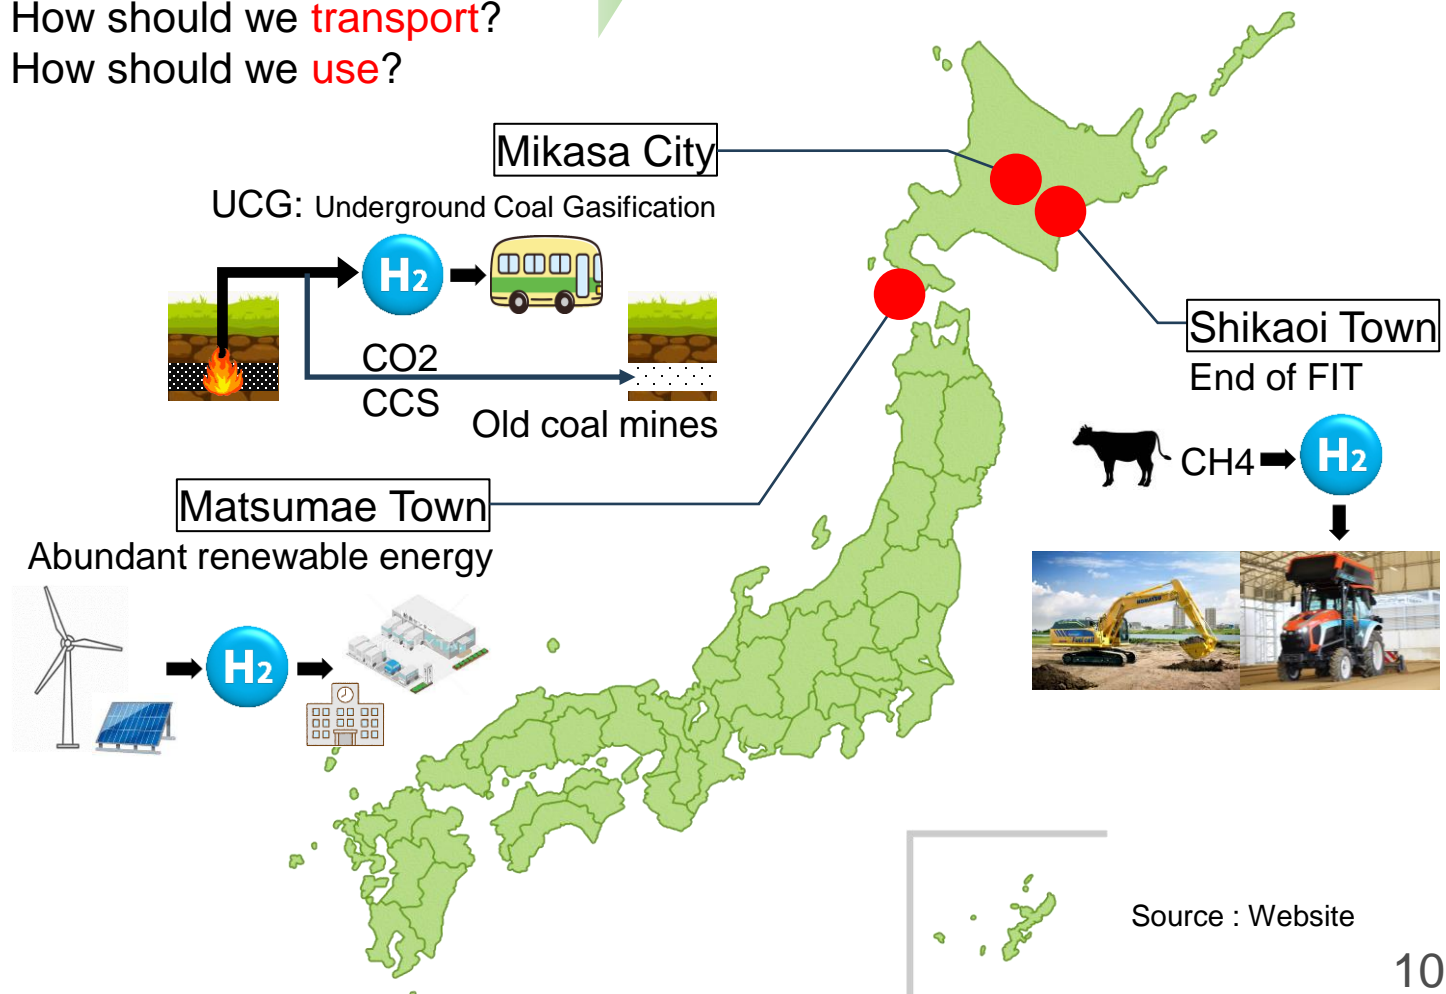 How should we transport?
How should we use?
Mikasa City
UCG: Underground Coal Gasification
H2
CO2
CCS
Old coal mines
Shikaoi Town
End of FIT
CH4
H2
KOMATSU
Matsumae Town
Abundant renewable energy
H2
Source : Website
10